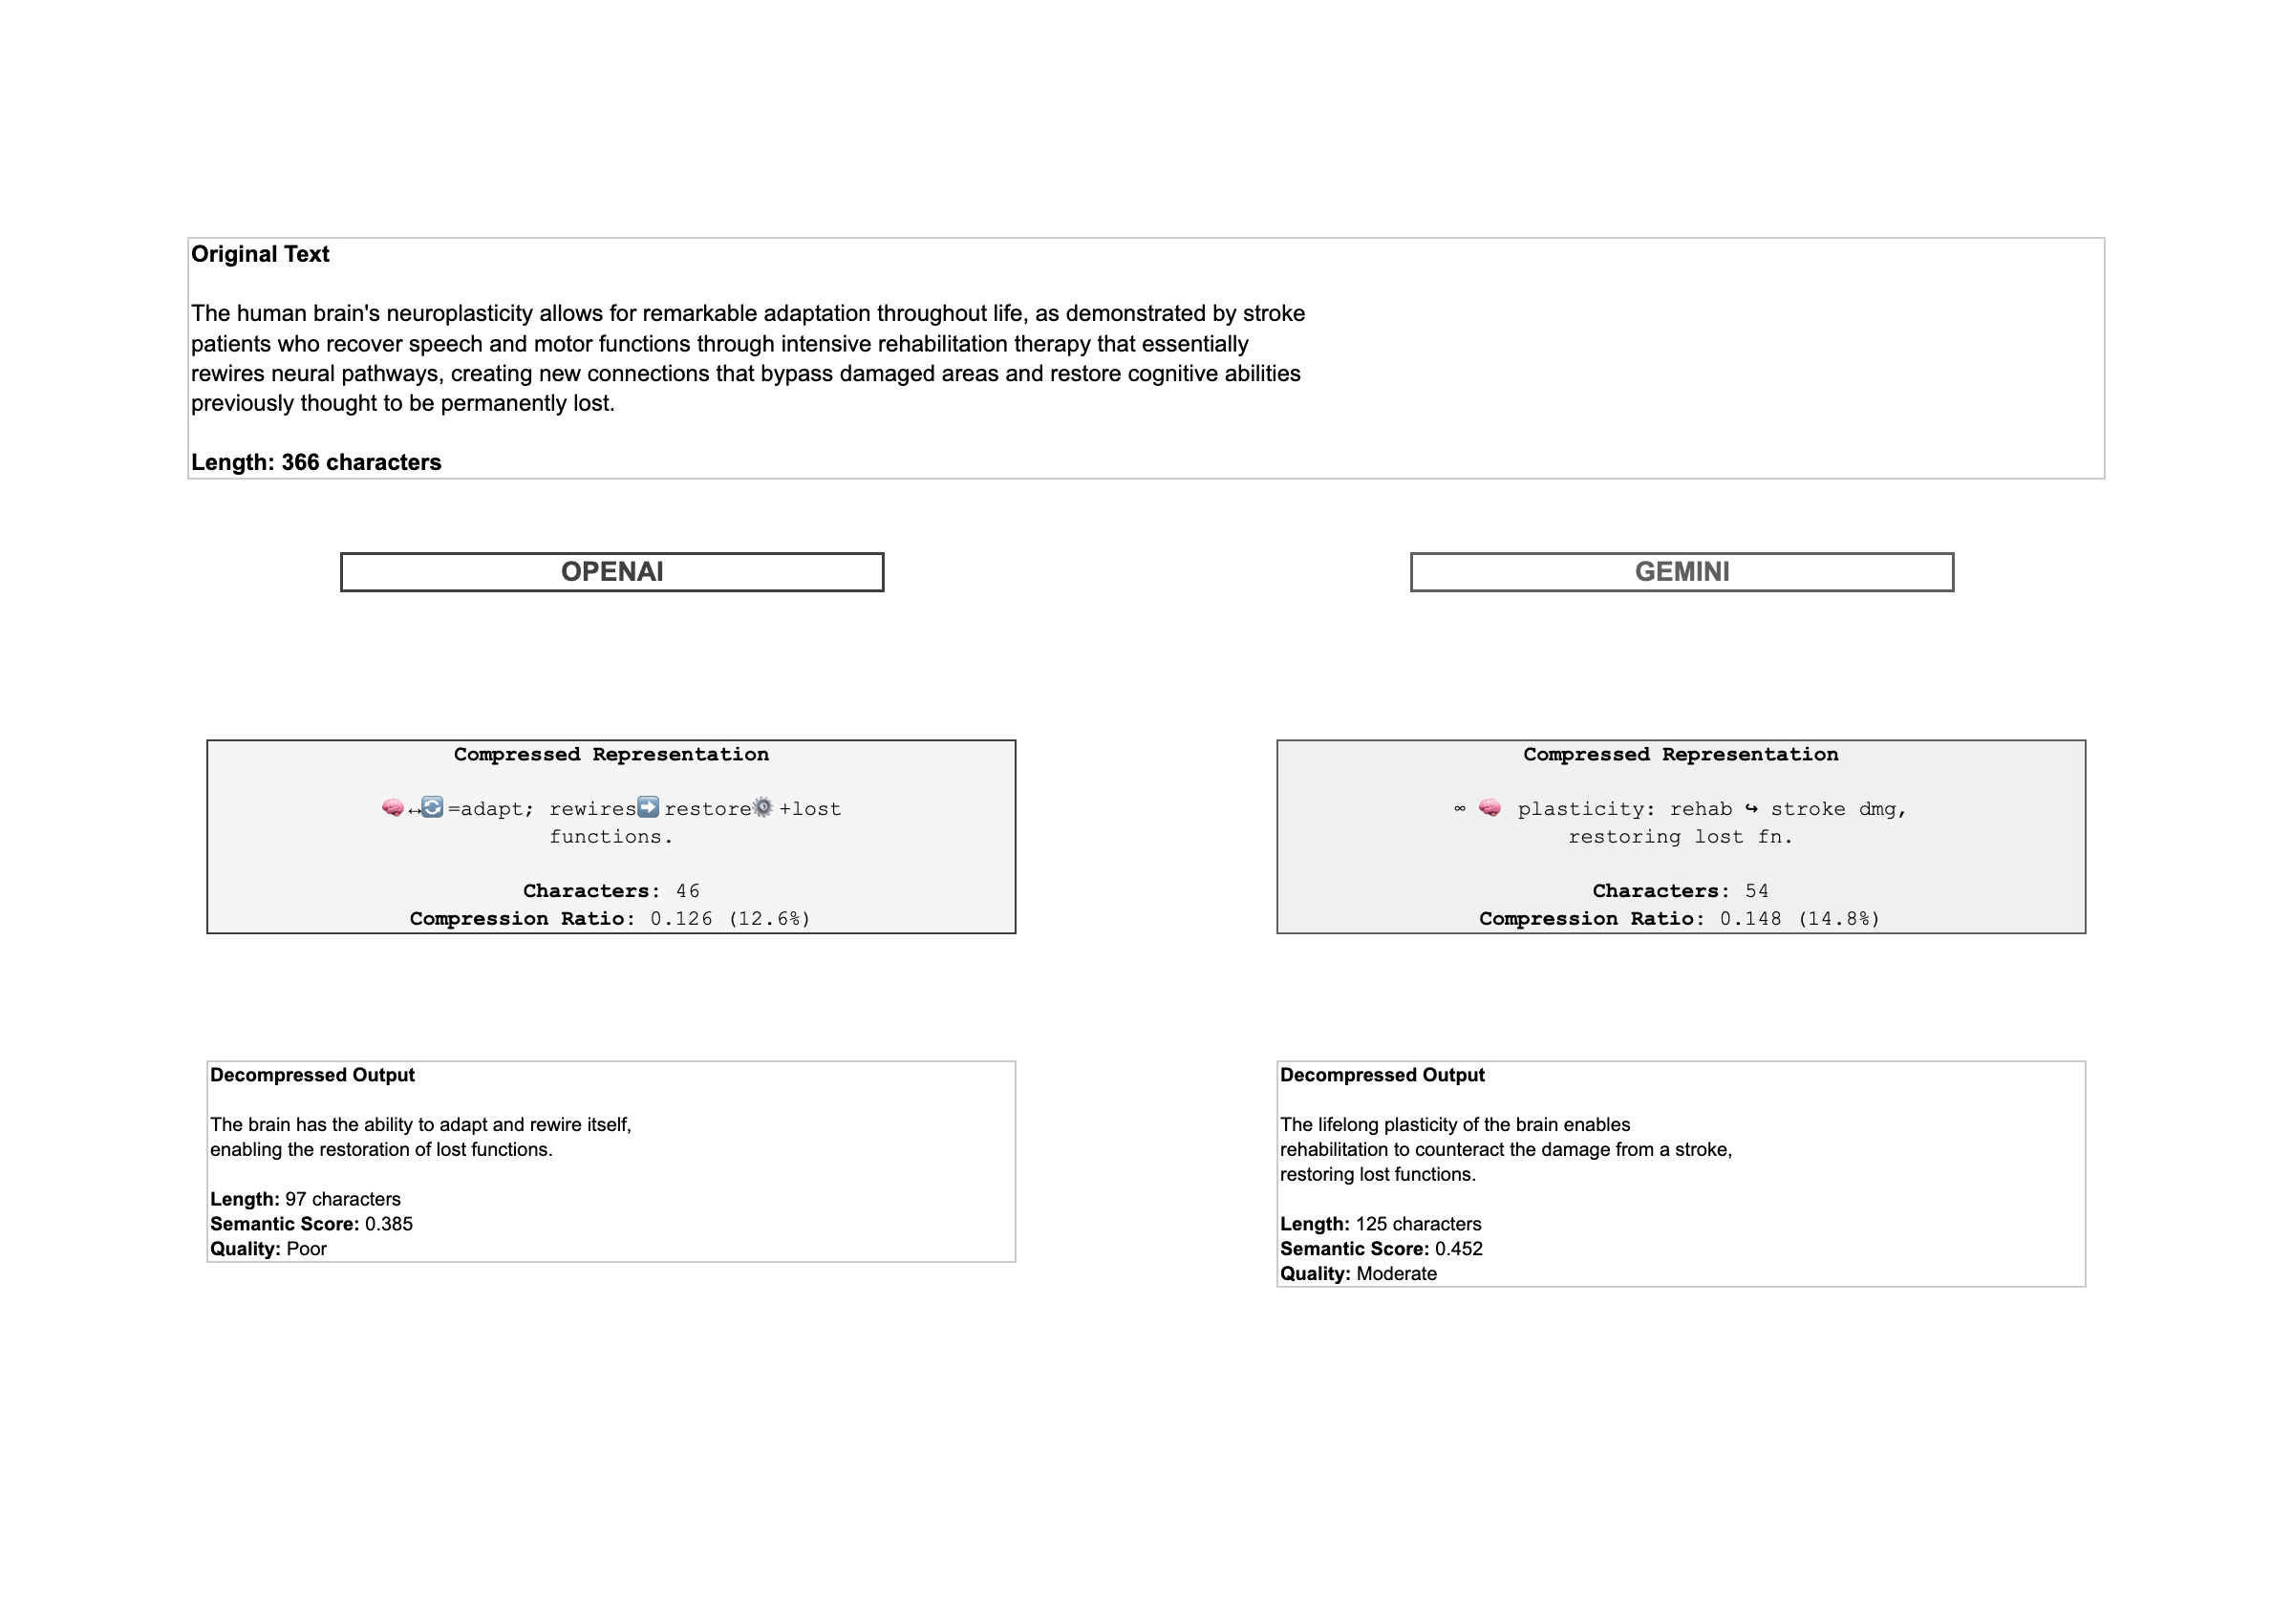 Original Text
The human brain's neuroplasticity allows for remarkable adaptation throughout life, as demonstrated by stroke
patients who recover speech and motor functions through intensive rehabilitation therapy that essentially
rewires neural pathways, creating new connections that bypass damaged areas and restore cognitive abilities
previously thought to be permanently lost.
Length: 366 characters
OPENAI
Compressed Representation
🧠↔🔄=adapt; rewires➡️restore⚙️+lost
functions.
Characters: 46
Compression Ratio: 0.126 (12.6%)
Decompressed Output
The brain has the ability to adapt and rewire itself,
enabling the restoration of lost functions.
Length: 97 characters
Semantic Score: 0.385
Quality: Poor
GEMINI
Compressed Representation
∞ 🧠 plasticity: rehab ↪ stroke dmg,
restoring lost fn.
Characters: 54
Compression Ratio: 0.148 (14.8%)
Decompressed Output
The lifelong plasticity of the brain enables
rehabilitation to counteract the damage from a stroke,
restoring lost functions.
Length: 125 characters
Semantic Score: 0.452
Quality: Moderate